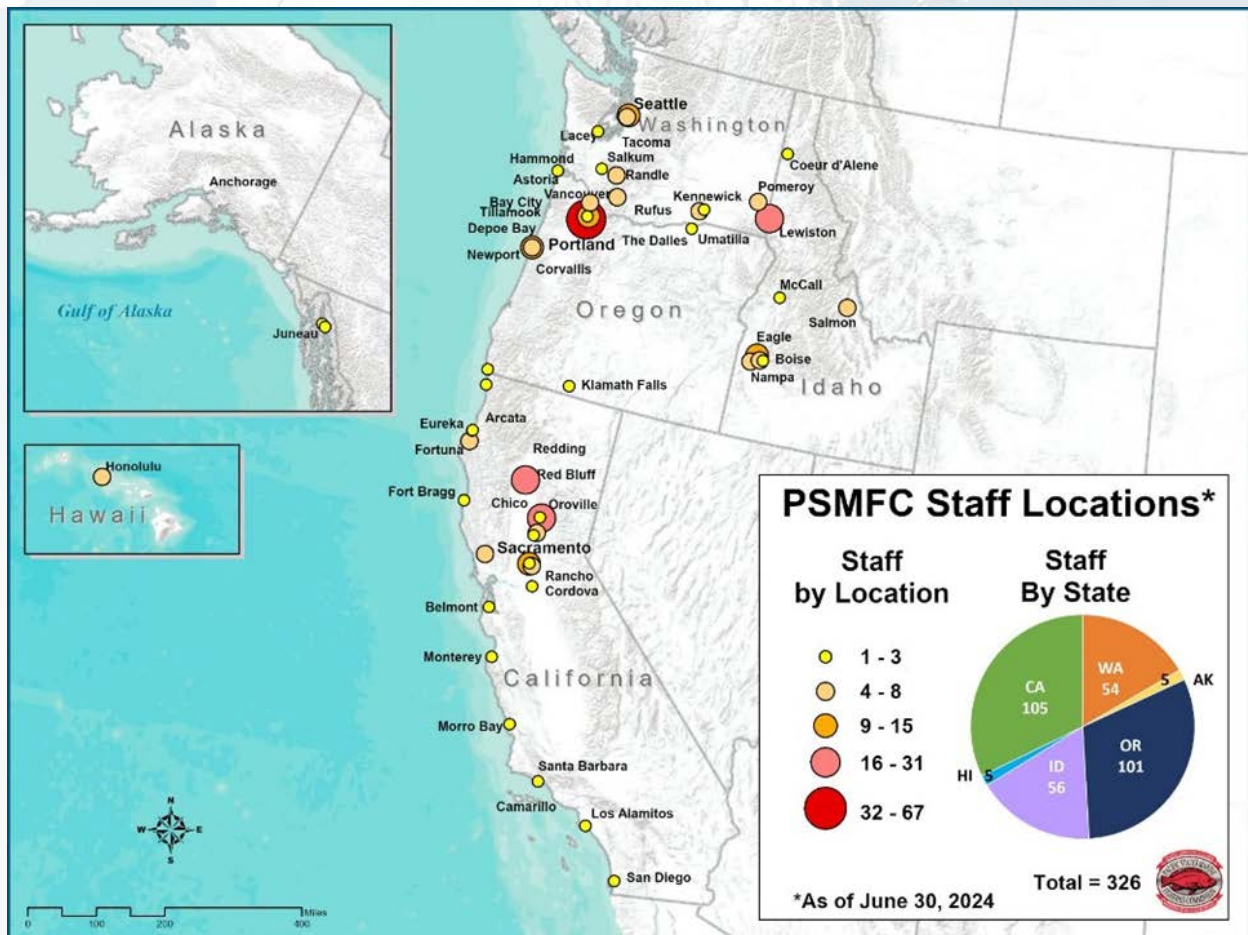 Alaska
Anchorage
Gulf of Alaska
Juneau
Honolulu
Hawaii
Seattle
Washington
Lacey
Tacoma
Hammond
Salkum
Astoria
Randle
Coeur d'Alene
Vancouver
Kennewick
Pomeroy
Bay City
Tillamook
Rufus
Depoe Bay
Portland
The Dalles
Umatilla
Lewiston
Newport
Corvallis
McCall
Oregon
Salmon
Eagle
Boise
Nampa
Idaho
Klamath Falls
Eureka
Arcata
Fortuna
Redding
Red Bluff
Fort Bragg
Chico
Oroville
Sacramento
Rancho
Cordova
Belmont
Monterey
California
Morro Bay
Santa Barbara
Camarillo
Los Alamitos
San Diego
N
W
E
S
0
100
200
400
Miles
PSMFC Staff Locations*
Staff
by Location
1 - 3
4 - 8
9 - 15
16 - 31
32 - 67
Staff
By State
WA
54
5
AK
CA
105
OR
101
HI
5
ID
56
Total = 326
*As of June 30, 2024